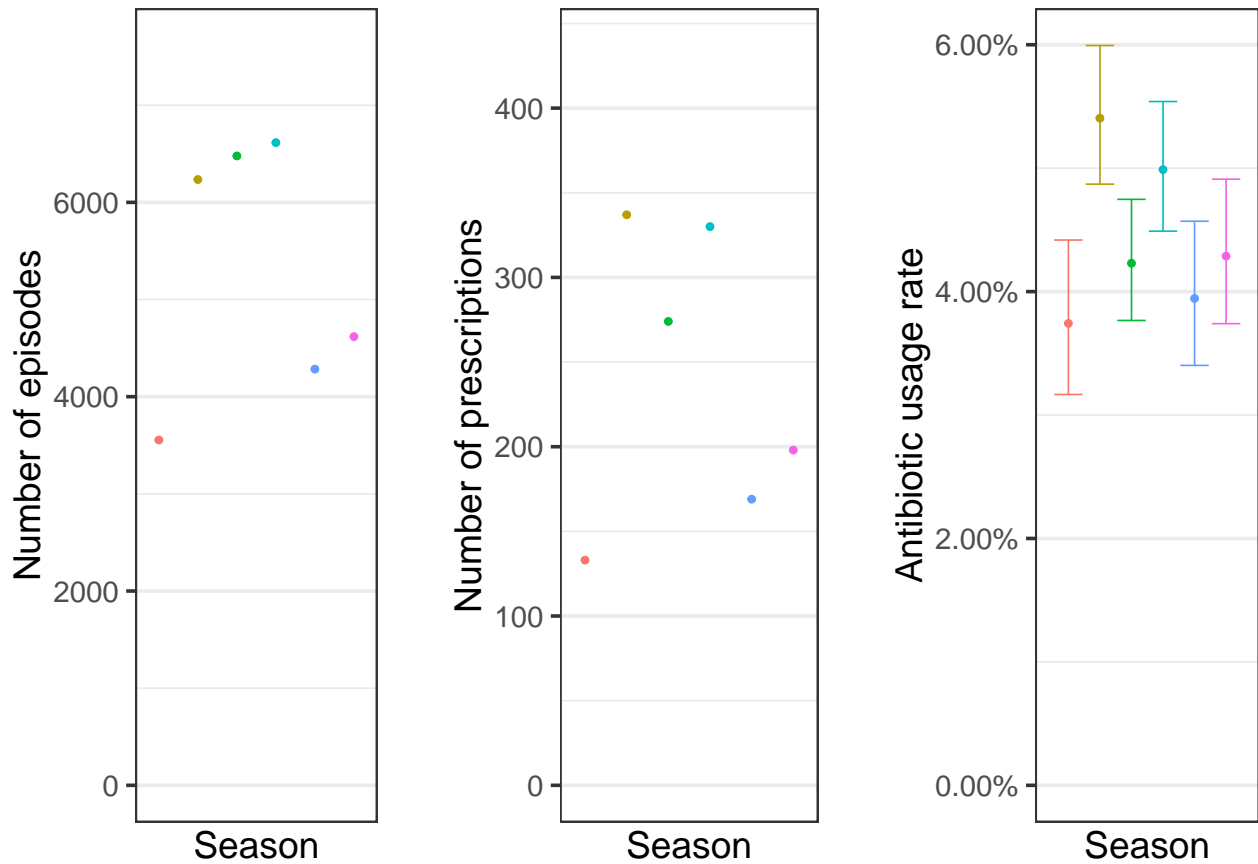 Number of episodes
6000
4000
2000
0
Season
Number of prescriptions
400
300
200
100
0
Season
Antibiotic usage rate
6.00%
4.00%
2.00%
0.00%
Season